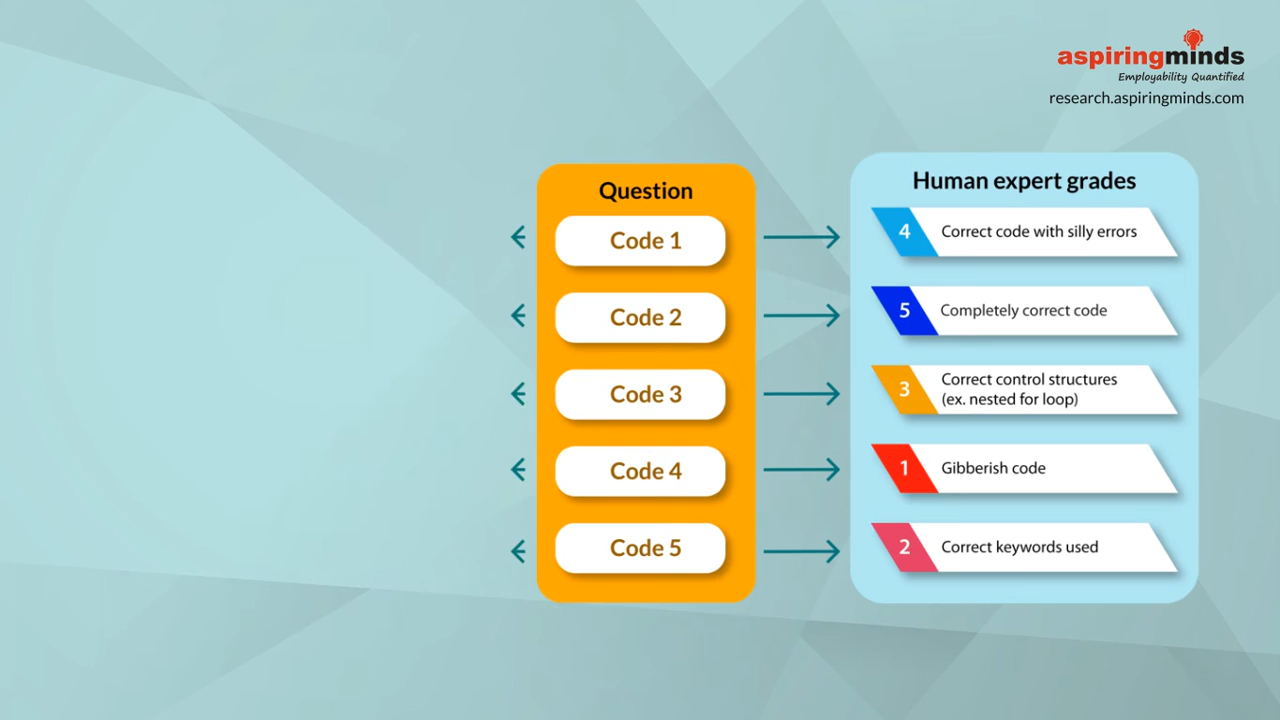 aspiringminds
Employability Quantified
research.aspiringminds.com
Question
Code 1
Code 2
Code 3
Code 4
Code 5
Human expert grades
4 Correct code with silly errors
5 Completely correct code
3 Correct control structures
(ex. nested for loop)
1 Gibberish code
2 Correct keywords used